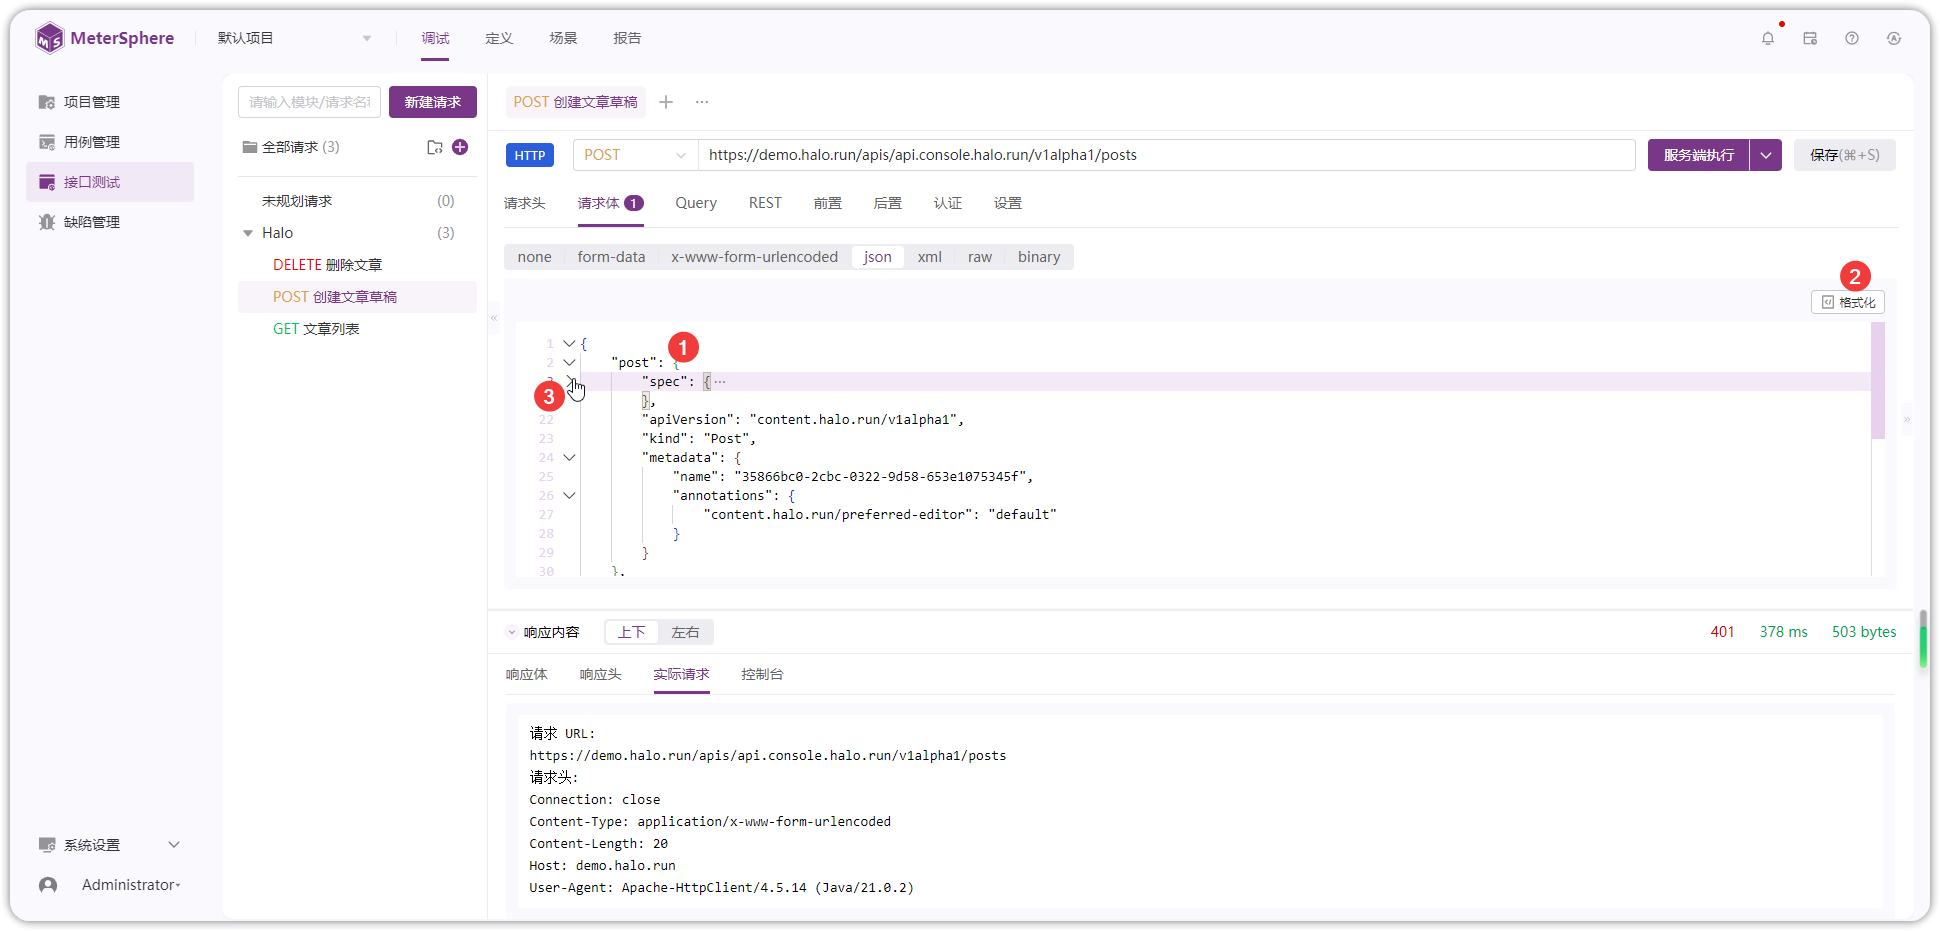 MeterSphere
默认项目
调试
定义
场景
报告
项目管理
用例管理
接口测试
缺陷管理
系统设置
Administrator
请输入模块/请求名称
新建请求
全部请求 (3)
未规划请求 (0)
Halo (3)
DELETE 删除文章
POST 创建文章草稿
GET 文章列表
POST 创建文章草稿
HTTP POST https://demo.halo.run/apis/api.console.halo.run/v1alpha1/posts 服务端执行 保存(⌘+S)
请求头 请求体 1 Query REST 前置 后置 认证 设置
none form-data x-www-form-urlencoded json xml raw binary
2
格式化
1 {
2 "post": {
1
3 "spec": { ···
3
},
22 "apiVersion": "content.halo.run/v1alpha1",
23 "kind": "Post",
24 "metadata": {
25 "name": "35866bc0-2cbc-0322-9d58-653e1075345f",
26 "annotations": {
27 "content.halo.run/preferred-editor": "default"
28 }
29 }
30 },
响应内容 上下 左右 401 378 ms 503 bytes
响应体 响应头 实际请求 控制台
请求 URL:
https://demo.halo.run/apis/api.console.halo.run/v1alpha1/posts
请求头:
Connection: close
Content-Type: application/x-www-form-urlencoded
Content-Length: 20
Host: demo.halo.run
User-Agent: Apache-HttpClient/4.5.14 (Java/21.0.2)